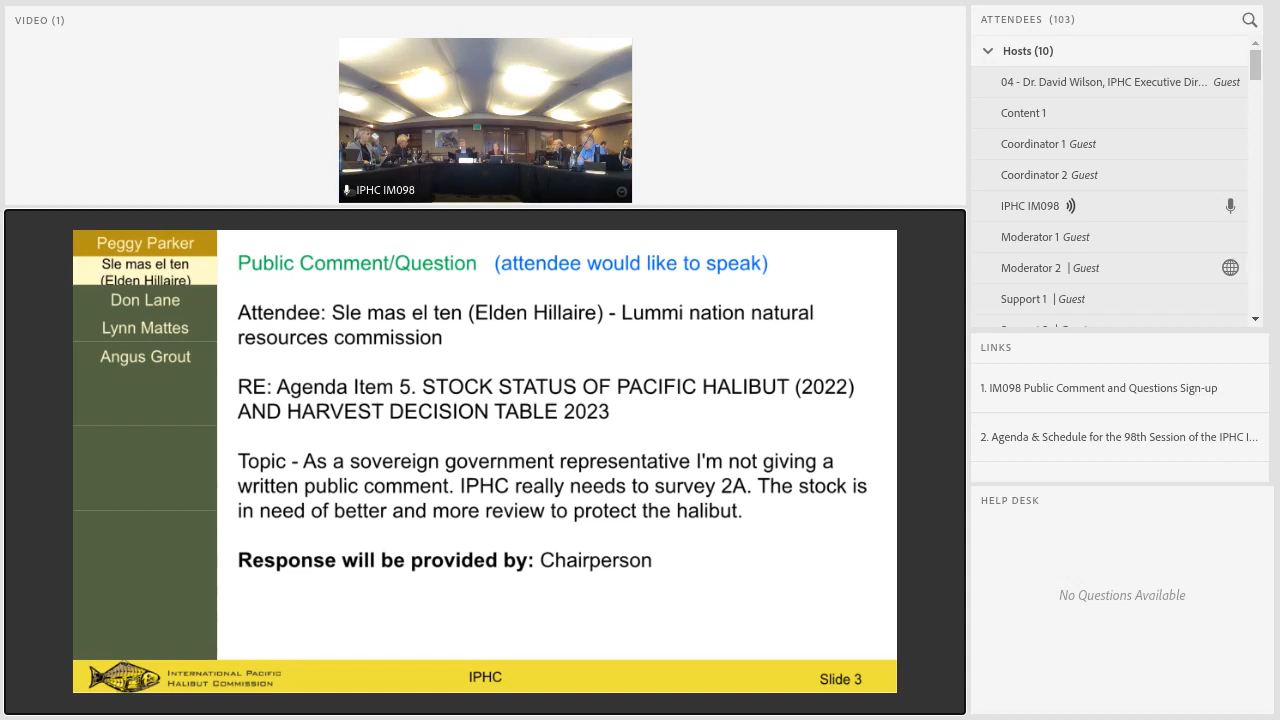 VIDEO (1)
IPHC IM098
Peggy Parker
Sle mas el ten
(Elden Hillaire)
Don Lane
Lynn Mattes
Angus Grout
Public Comment/Question (attendee would like to speak)
Attendee: Sle mas el ten (Elden Hillaire) - Lummi nation natural
resources commission
RE: Agenda Item 5. STOCK STATUS OF PACIFIC HALIBUT (2022)
AND HARVEST DECISION TABLE 2023
Topic - As a sovereign government representative I'm not giving a
written public comment. IPHC really needs to survey 2A. The stock is
in need of better and more review to protect the halibut.
Response will be provided by: Chairperson
INTERNATIONAL PACIFIC
HALIBUT COMMISSION
IPHC
Slide 3
ATTENDEES (103)
Hosts (10)
04 - Dr. David Wilson, IPHC Executive Dir... Guest
Content 1
Coordinator 1 Guest
Coordinator 2 Guest
IPHC IM098
Moderator 1 Guest
Moderator 2 | Guest
Support 1 | Guest
LINKS
1. IM098 Public Comment and Questions Sign-up
2. Agenda & Schedule for the 98th Session of the IPHC I...
HELP DESK
No Questions Available